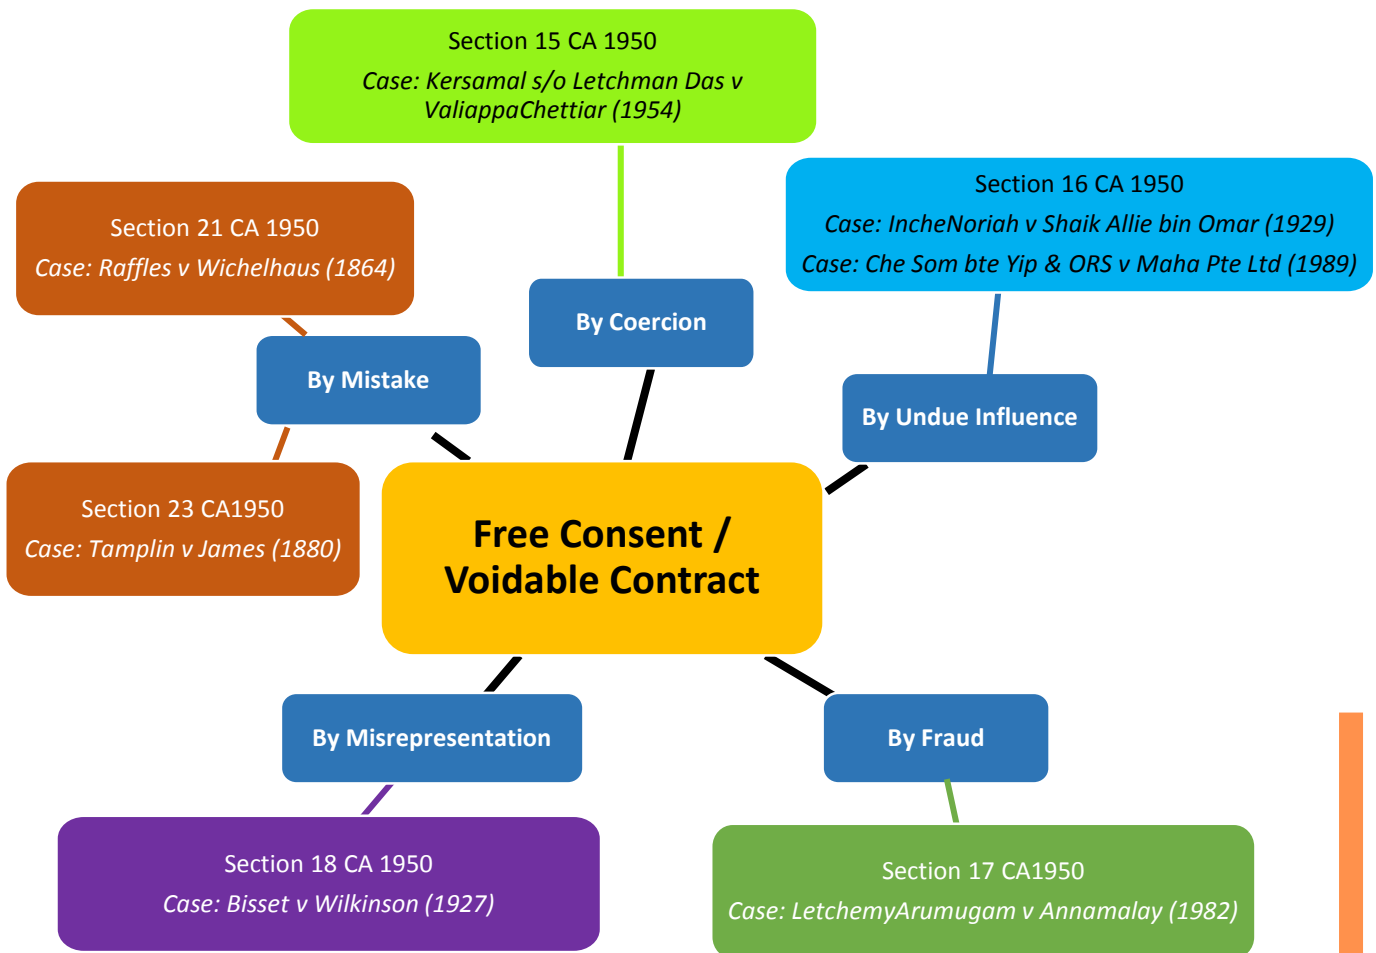 Section 15 CA 1950
Case: Kersamal s/o Letchman Das v
ValiappaChettiar (1954)
Section 21 CA 1950
Case: Raffles v Wichelhaus (1864)
Section 16 CA 1950
Case: IncheNoriah v Shaik Allie bin Omar (1929)
Case: Che Som bte Yip & ORS v Maha Pte Ltd (1989)
By Coercion
By Mistake
By Undue Influence
Section 23 CA1950
Case: Tamplin v James (1880)
Free Consent /
Voidable Contract
By Misrepresentation
By Fraud
Section 18 CA 1950
Case: Bisset v Wilkinson (1927)
Section 17 CA1950
Case: LetchemyArumugam v Annamalay (1982)